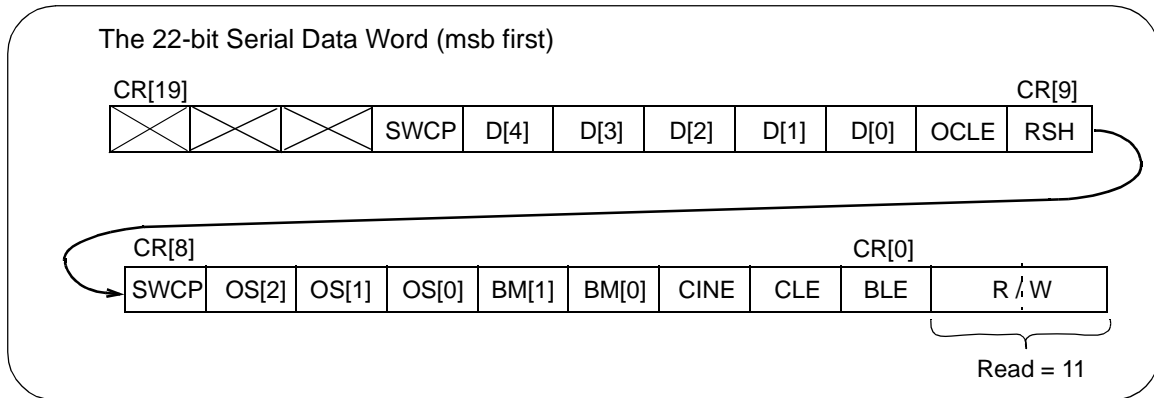 The 22-bit Serial Data Word (msb first)
CR[19] CR[9]
SWCP D[4] D[3] D[2] D[1] D[0] OCLE RSH
CR[8] CR[0]
SWCP OS[2] OS[1] OS[0] BM[1] BM[0] CINE CLE BLE R / W
Read = 11